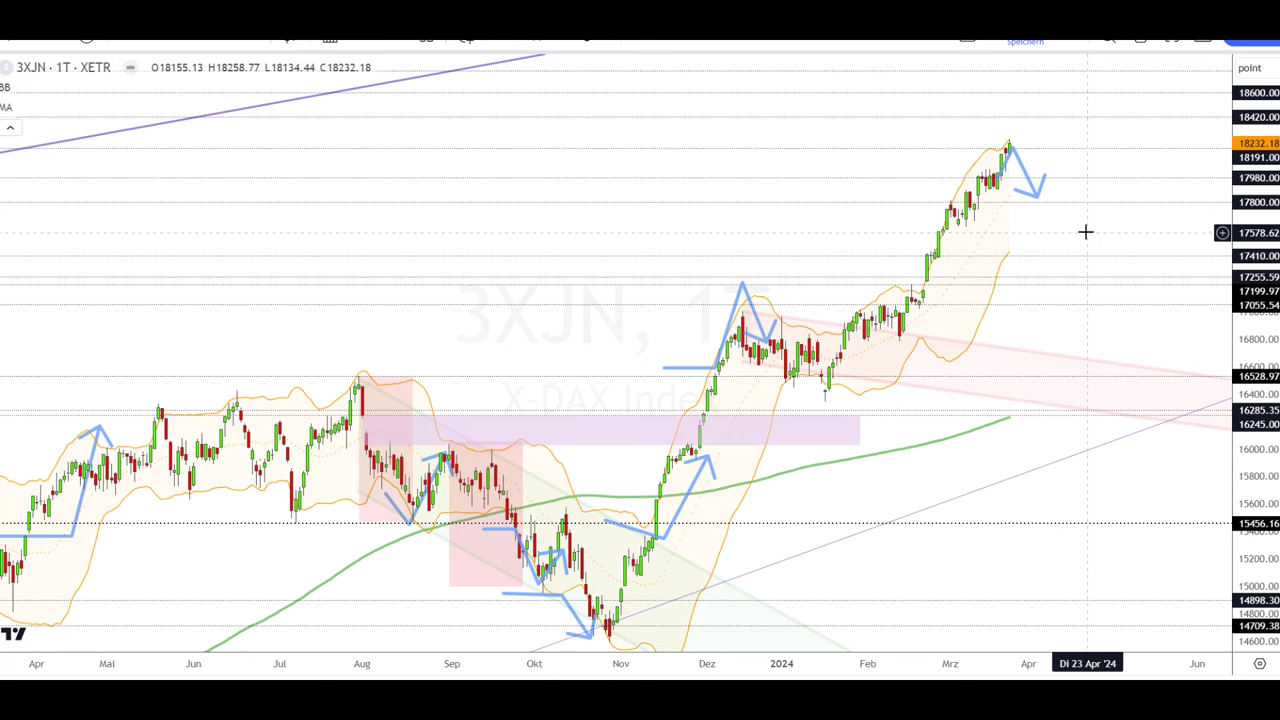 Speichern
3XJN · 1T · XETR
O18155.13 H18258.77 L18134.44 C18232.18
BB
MA
point
18600.00
18420.00
18232.18
18191.00
17980.00
17800.00
17578.62
17410.00
17255.59
17199.97
17055.54
16800.00
16528.97
16400.00
16285.35
16245.00
16000.00
15800.00
15600.00
15456.16
15200.00
15000.00
14898.30
14800.00
14709.38
14600.00
3XJN, 1T
X-DAX Index
Apr
Mai
Jun
Jul
Aug
Sep
Okt
Nov
Dez
2024
Feb
Mrz
Apr
Di 23 Apr '24
Jun